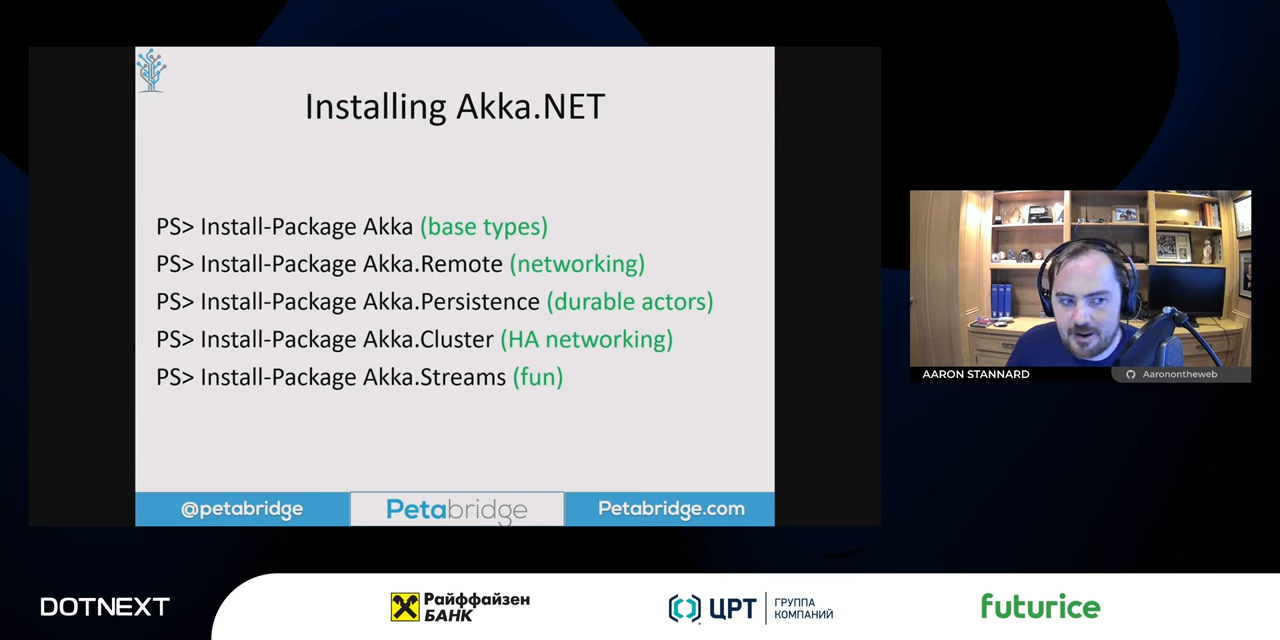 Installing Akka.NET
PS> Install-Package Akka (base types)
PS> Install-Package Akka.Remote (networking)
PS> Install-Package Akka.Persistence (durable actors)
PS> Install-Package Akka.Cluster (HA networking)
PS> Install-Package Akka.Streams (fun)
@petabridge
Petabridge
Petabridge.com
AARON STANNARD
Aaronontheweb
DOTNEXT
Райффайзен
БАНК
ЦРТ
ГРУППА
КОМПАНИЙ
futurice